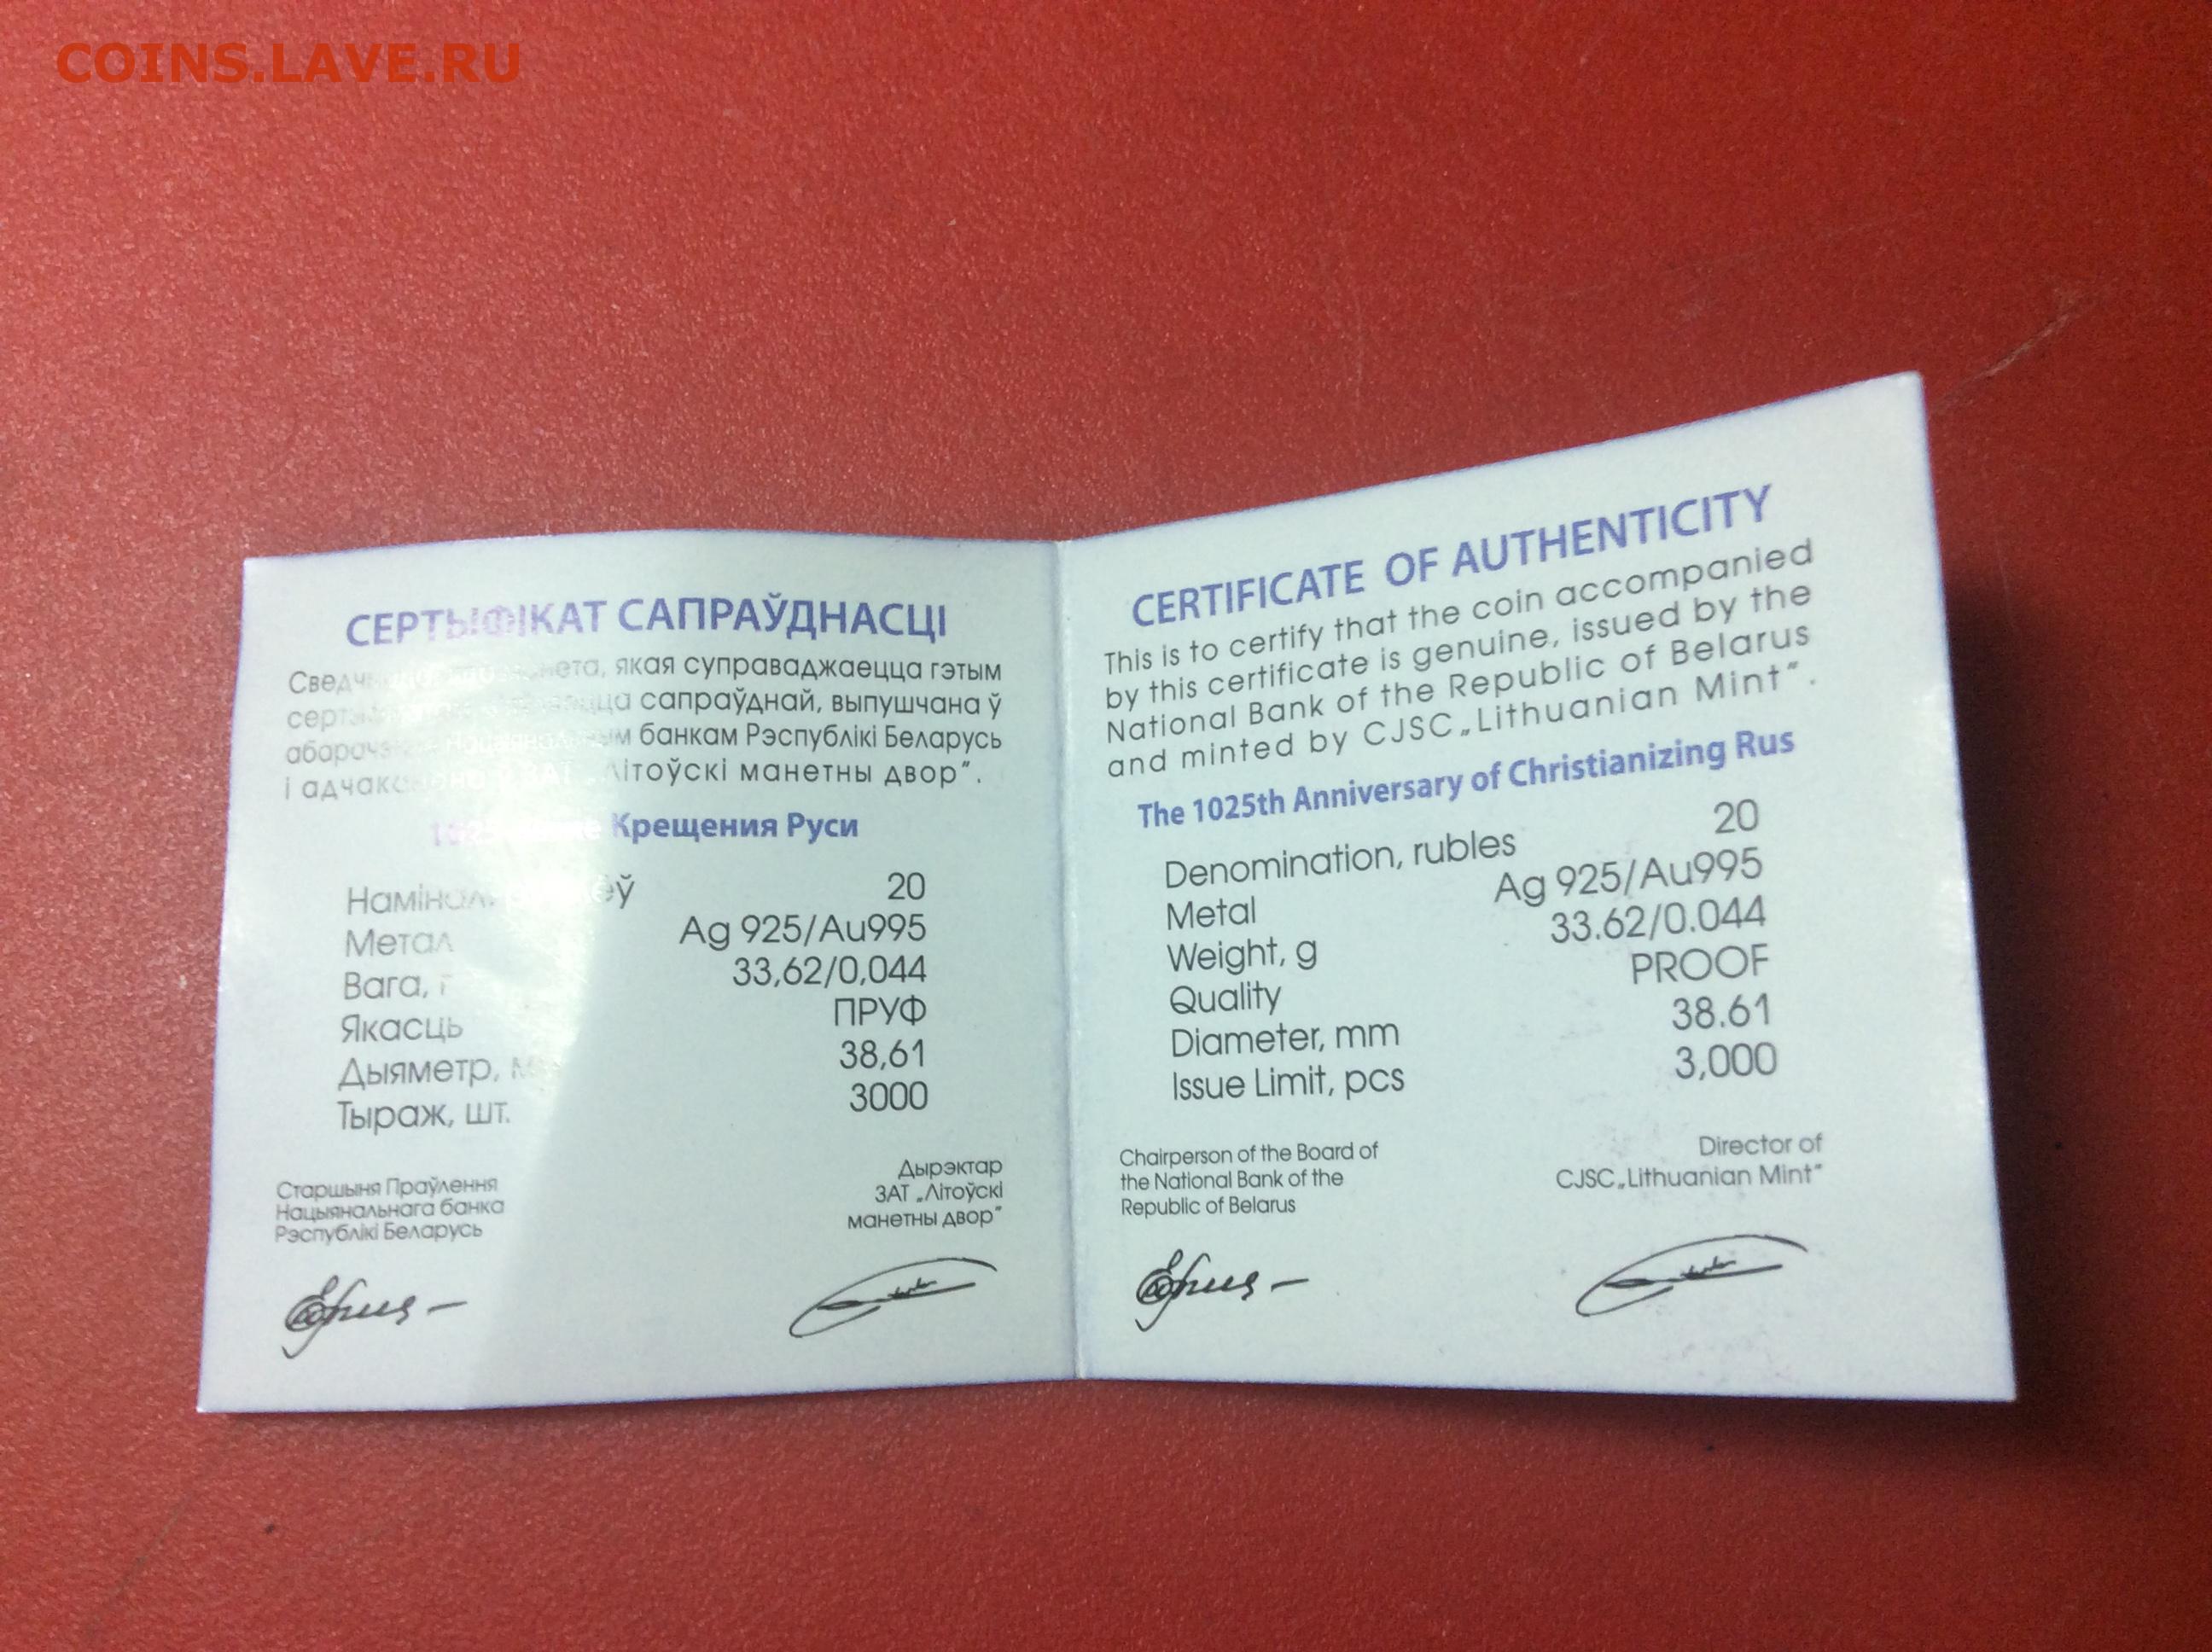 COINS.LAVE.RU
СЕРТЫФІКАТ САПРАЎДНАСЦІ
якая суправаджаецца гэтым
сапраўднай, выпушчана ў
банкам Рэспублікі Беларусь
і Літоўскі манетны двор".
Крещения Руси
20
Метал Ag 925/Au995
Вага, г 33,62/0,044
Якасць ПРУФ
Дыяметр, 38,61
Тыраж, шт. 3000
Старшыня Праўлення
Нацыянальнага банка
Рэспублікі Беларусь
Дырэктар
ЗАТ „Літоўскі
манетны двор"
CERTIFICATE OF AUTHENTICITY
This is to certify that the coin accompanied
by this certificate is genuine, issued by the
National Bank of the Republic of Belarus
and minted by CJSC „Lithuanian Mint".
The 1025th Anniversary of Christianizing Rus
Denomination, rubles 20
Metal Ag 925/Au995
Weight, g 33.62/0.044
Quality PROOF
Diameter, mm 38.61
Issue Limit, pcs 3,000
Chairperson of the Board of
the National Bank of the
Republic of Belarus
Director of
CJSC „Lithuanian Mint"